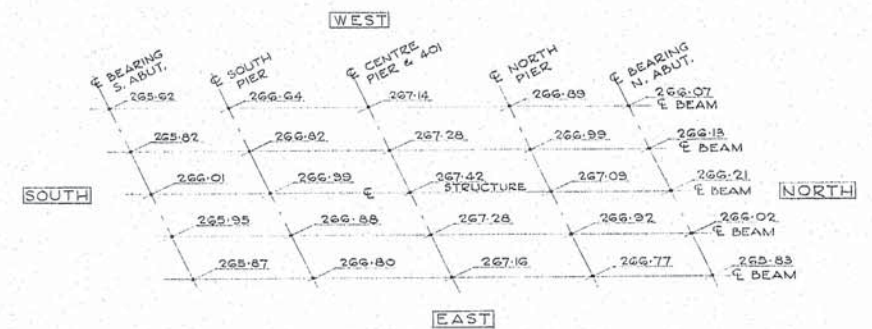 WEST
℄ BEARING S. ABUT.
℄ SOUTH PIER
℄ CENTRE PIER & 401
℄ NORTH PIER
℄ BEARING N. ABUT.
265.62 266.64 267.14 266.89 266.07
℄ BEAM
265.82 266.82 267.28 266.99 266.13
℄ BEAM
266.01 266.99 ℄ 267.42 STRUCTURE 267.09 266.21
℄ BEAM
SOUTH
NORTH
265.95 266.88 267.28 266.92 266.02
℄ BEAM
265.87 266.80 267.16 266.77 265.83
℄ BEAM
EAST